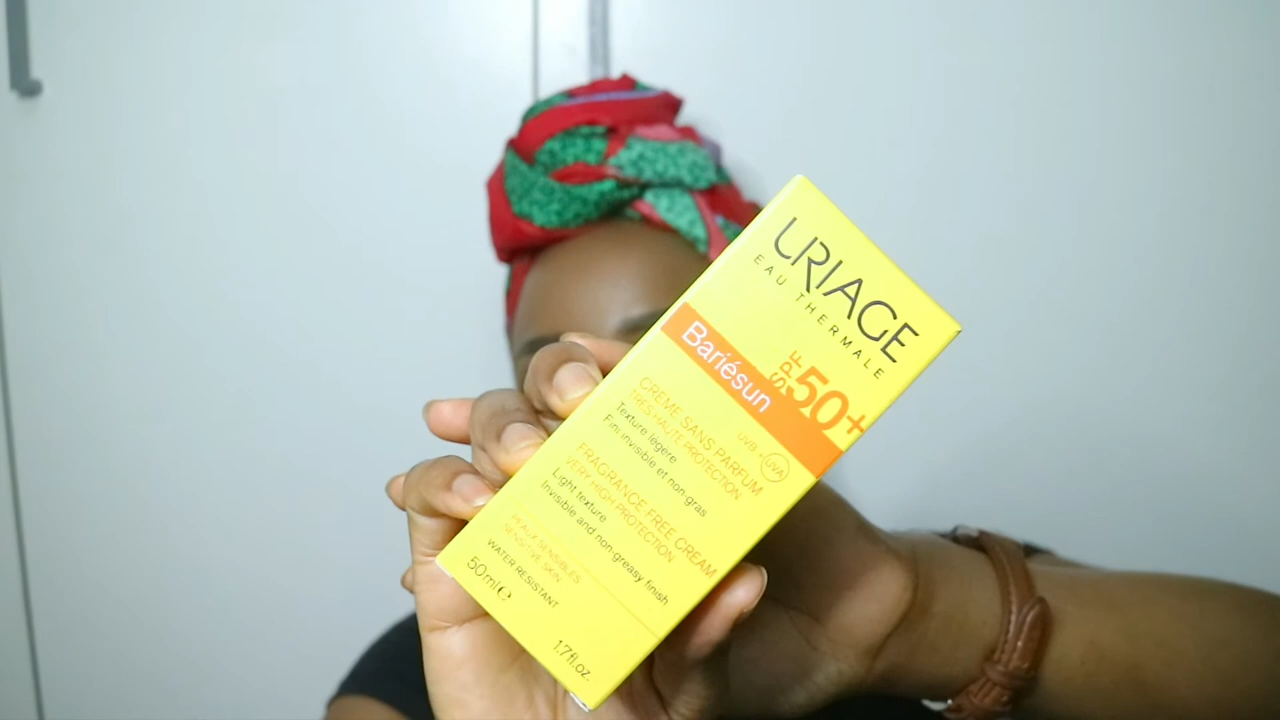 URIAGE
EAU THERMALE
Bariésun
SPF
50+
UVB + UVA
CRÈME SANS PARFUM
TRÈS HAUTE PROTECTION
Texture légère
Fini invisible et non-gras
FRAGRANCE-FREE CREAM
VERY HIGH PROTECTION
Light texture
Invisible and non-greasy finish
PEAUX SENSIBLES
SENSITIVE SKIN
WATER RESISTANT
50ml e
1.7fl.oz.